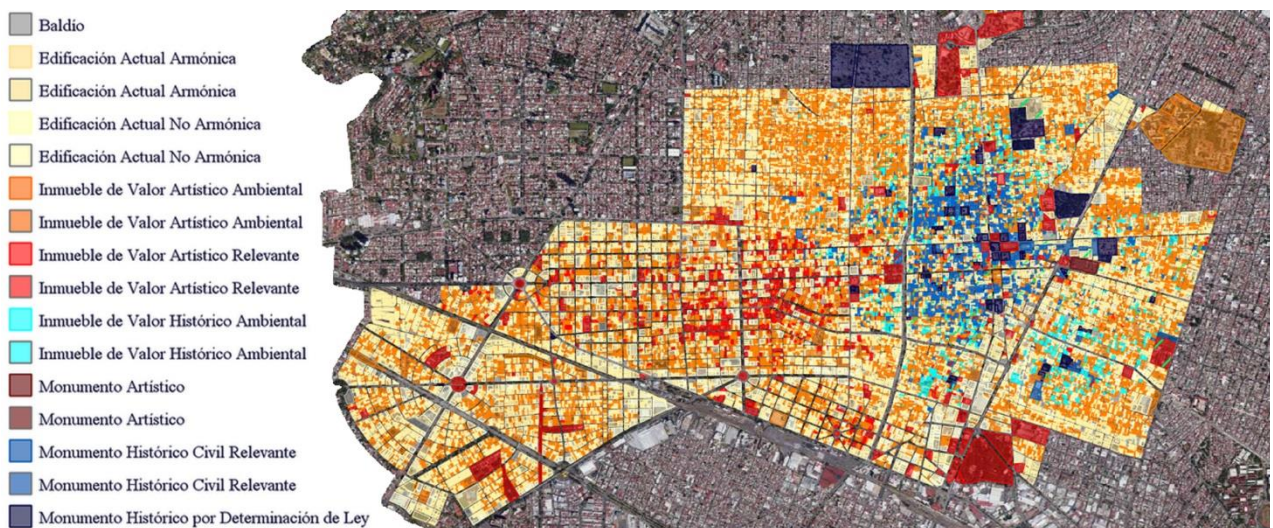 Baldío
Edificación Actual Armónica
Edificación Actual Armónica
Edificación Actual No Armónica
Edificación Actual No Armónica
Inmueble de Valor Artístico Ambiental
Inmueble de Valor Artístico Ambiental
Inmueble de Valor Artístico Relevante
Inmueble de Valor Artístico Relevante
Inmueble de Valor Histórico Ambiental
Inmueble de Valor Histórico Ambiental
Monumento Artístico
Monumento Artístico
Monumento Histórico Civil Relevante
Monumento Histórico Civil Relevante
Monumento Histórico por Determinación de Ley